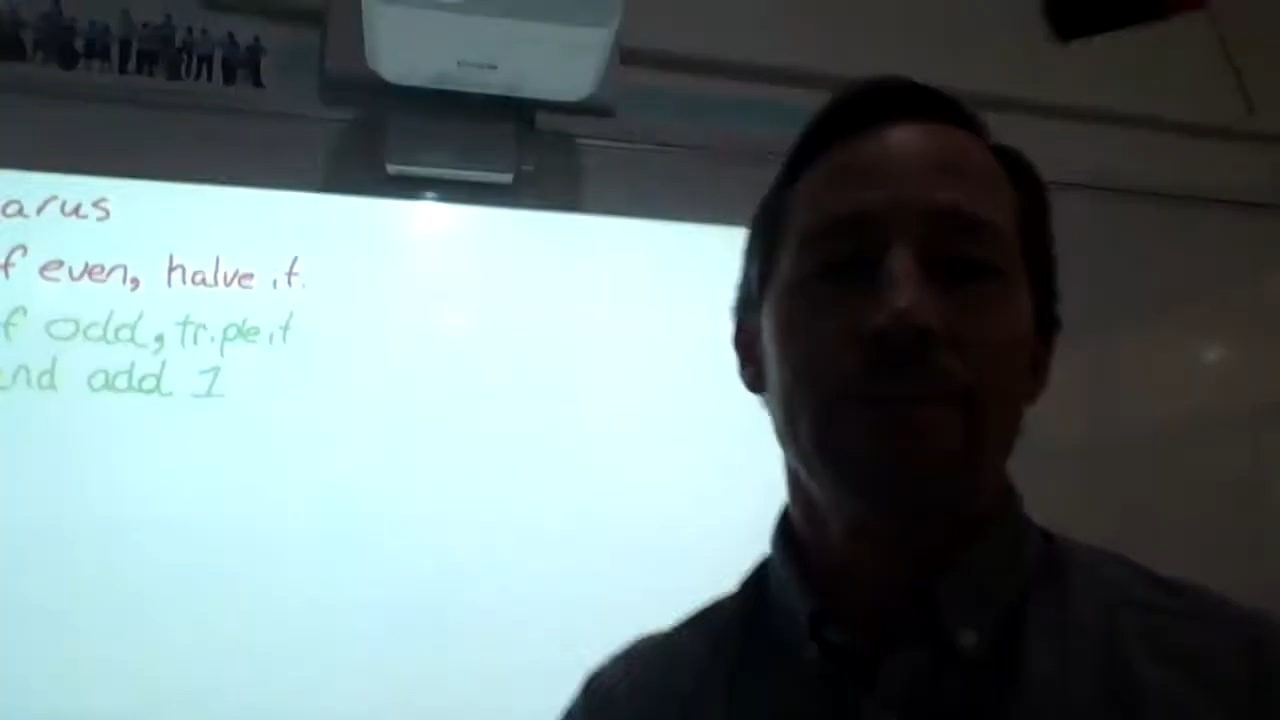 arus
f even, halve it.
f odd, triple it
nd add 1